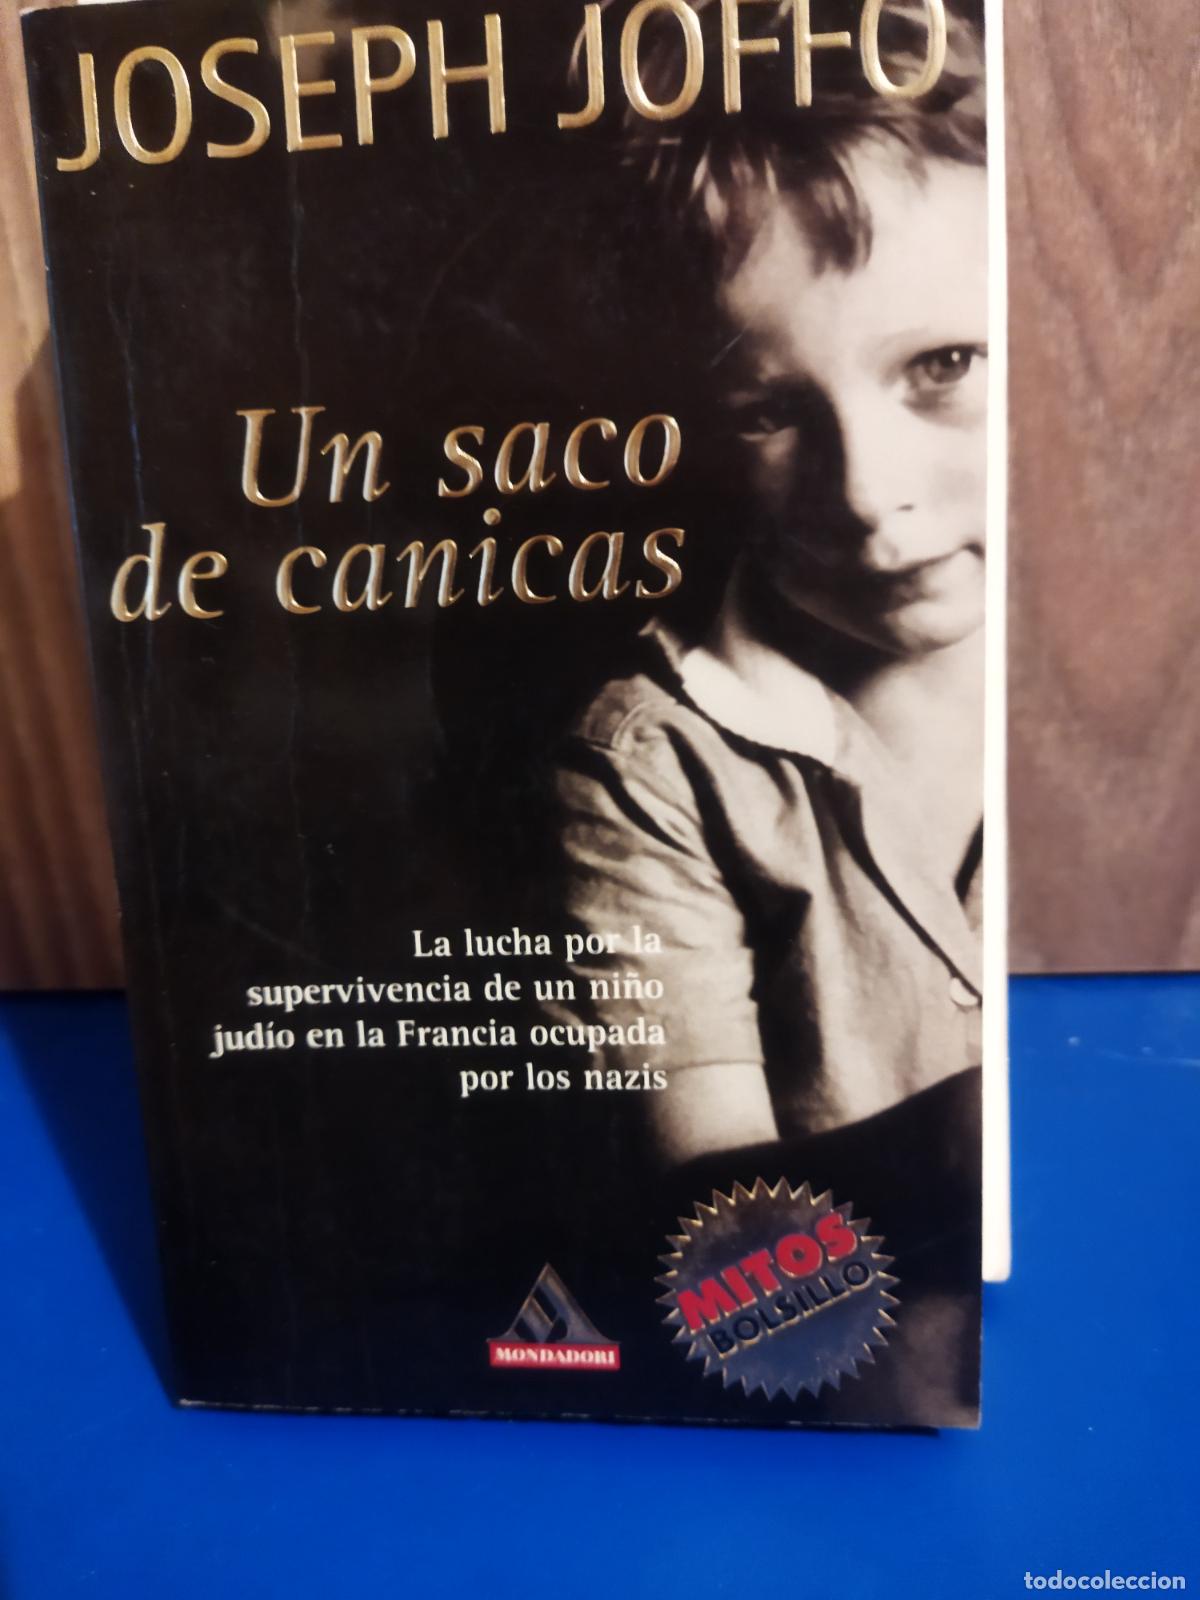 JOSEPH JOFFO
Un saco
de canicas
La lucha por la
supervivencia de un niño
judío en la Francia ocupada
por los nazis
MITOS
BOLSILLO
MONDADORI
todocoleccion